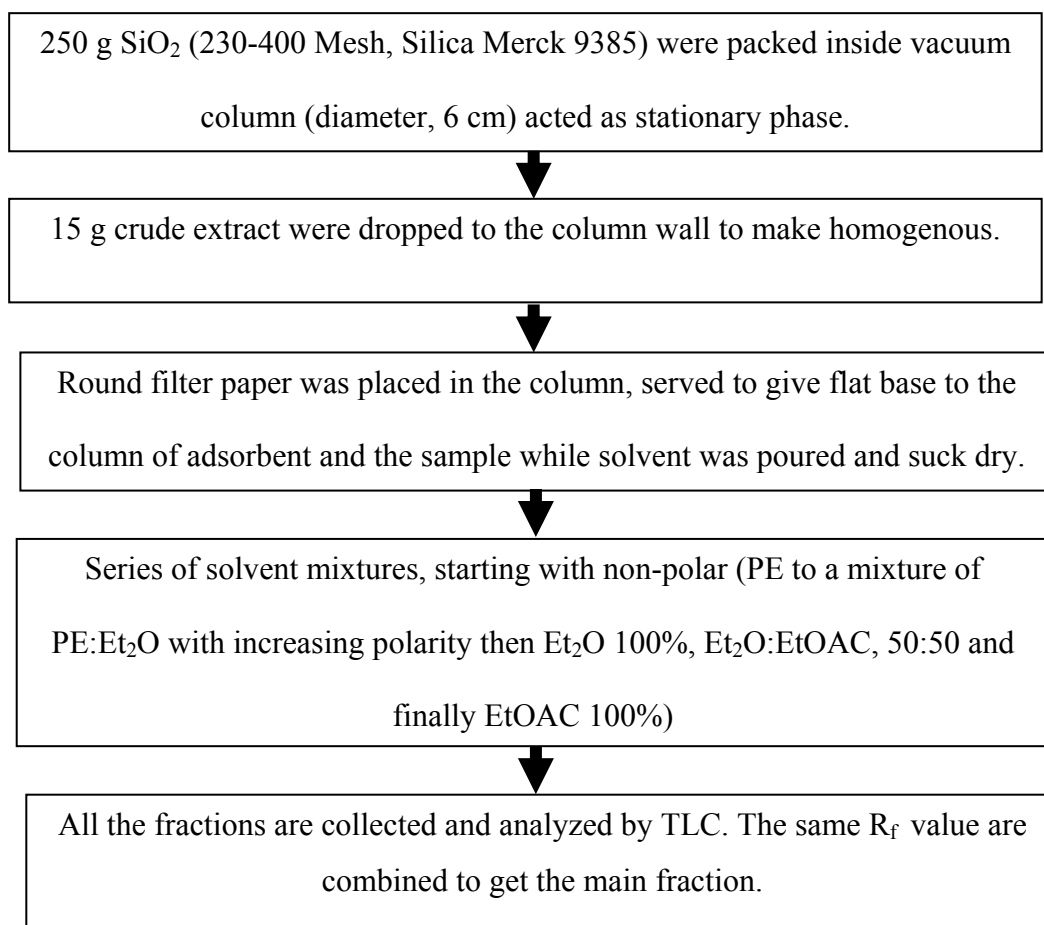 250 g SiO₂ (230-400 Mesh, Silica Merck 9385) were packed inside vacuum
column (diameter, 6 cm) acted as stationary phase.
15 g crude extract were dropped to the column wall to make homogenous.
Round filter paper was placed in the column, served to give flat base to the
column of adsorbent and the sample while solvent was poured and suck dry.
Series of solvent mixtures, starting with non-polar (PE to a mixture of
PE:Et₂O with increasing polarity then Et₂O 100%, Et₂O:EtOAC, 50:50 and
finally EtOAC 100%)
All the fractions are collected and analyzed by TLC. The same R_f value are
combined to get the main fraction.